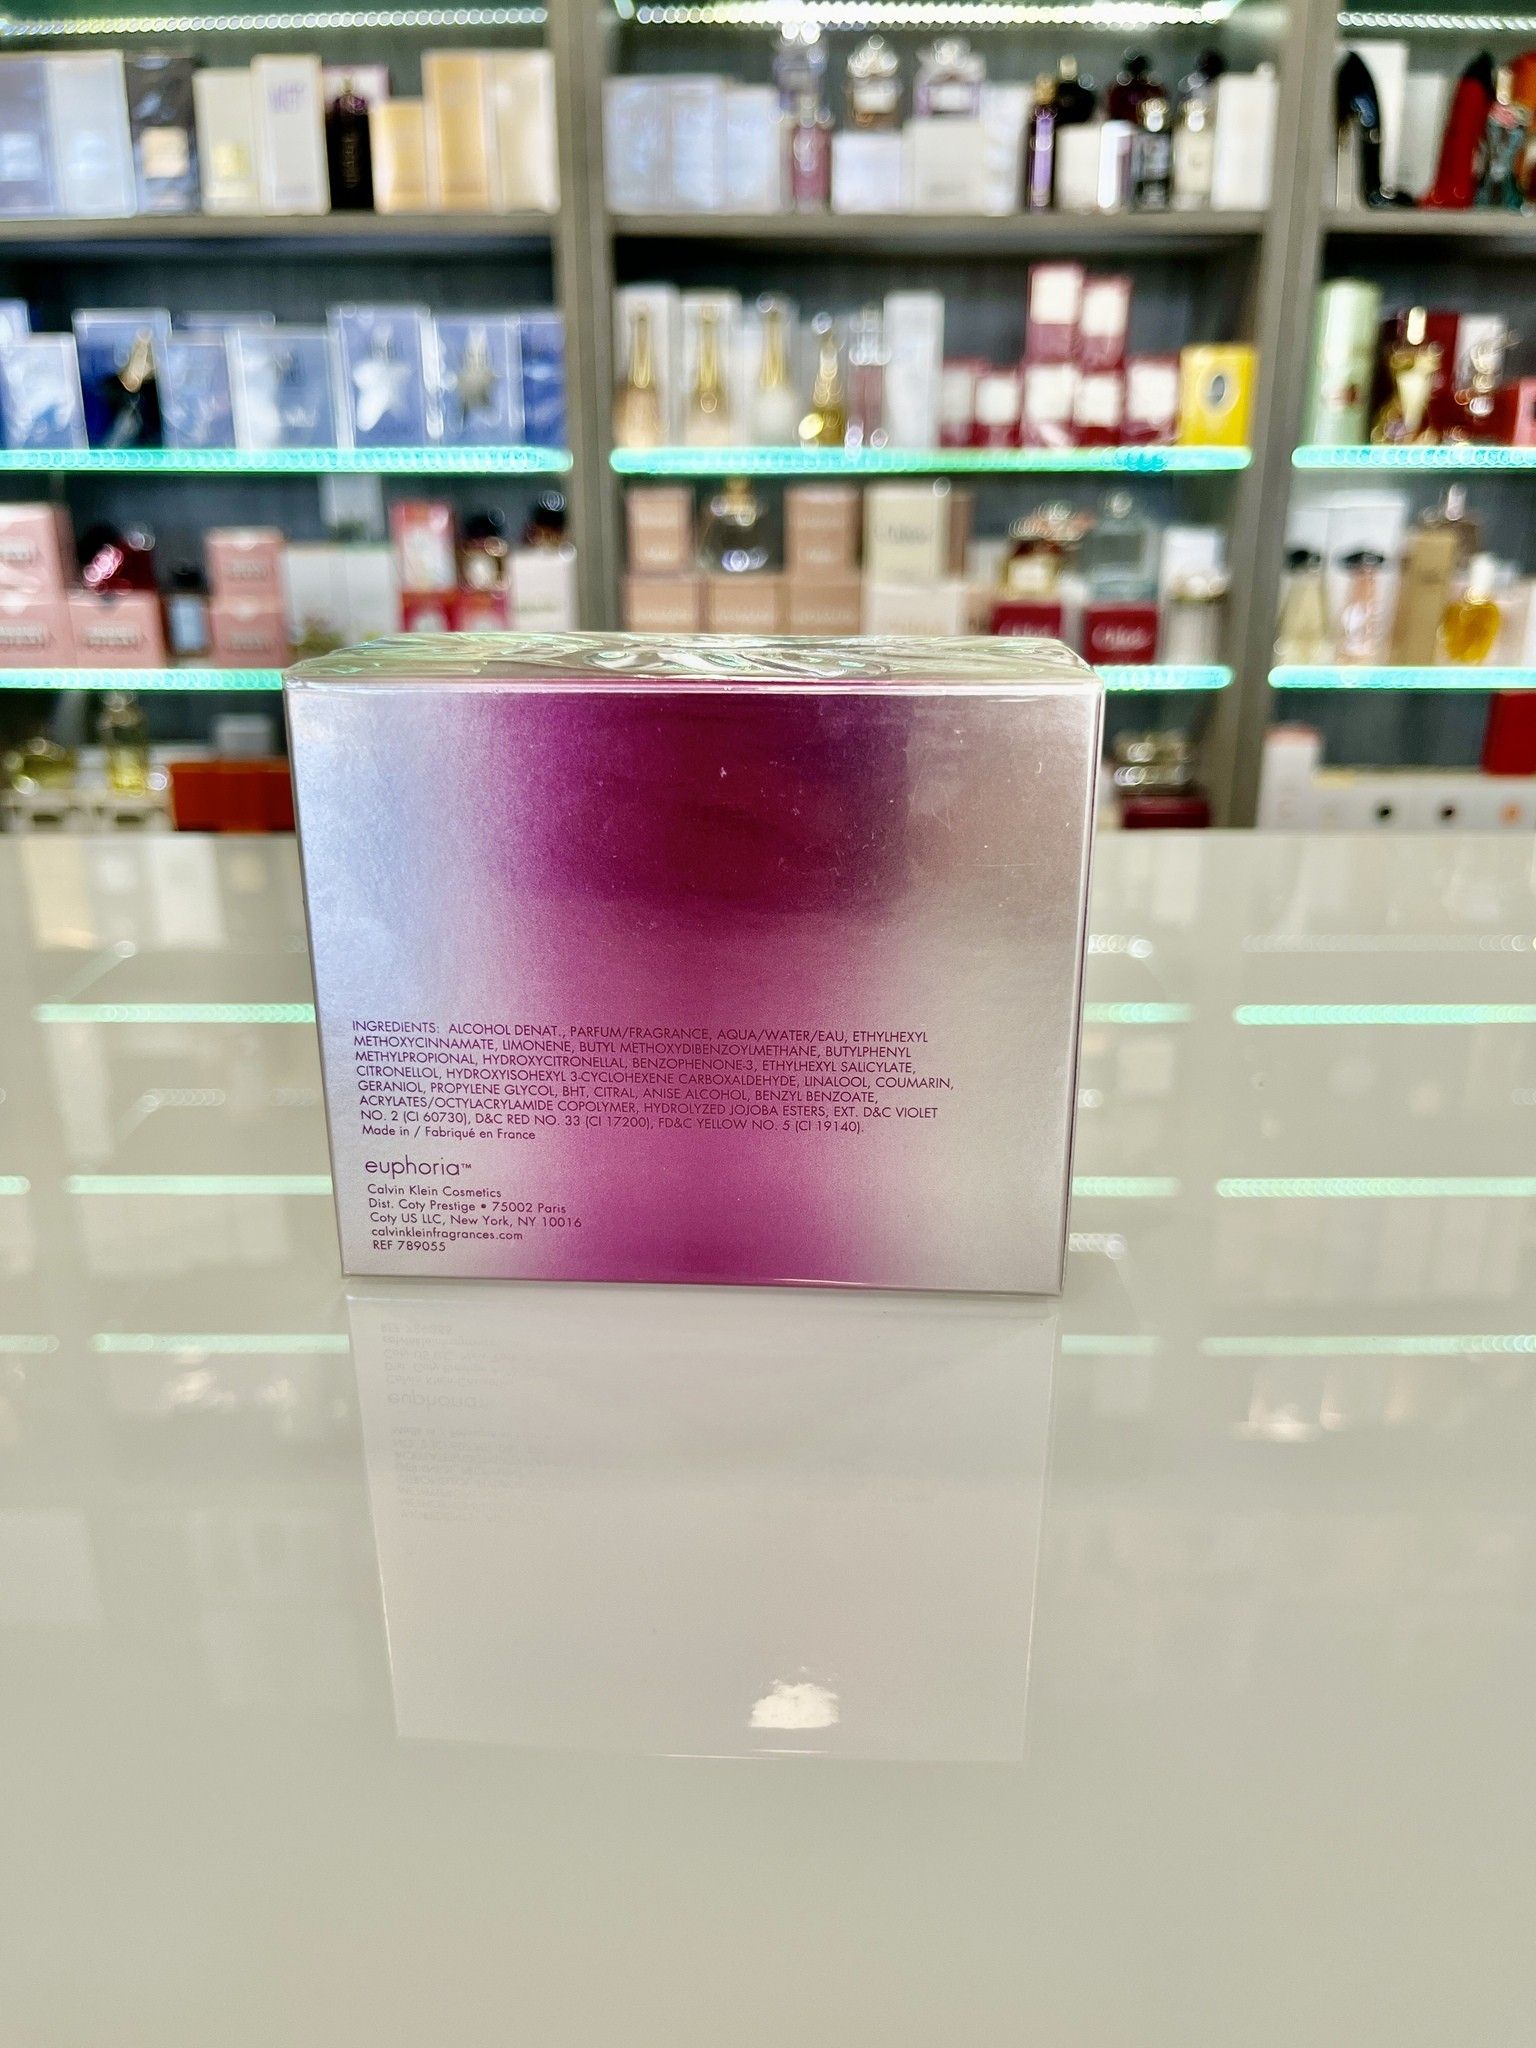 INGREDIENTS: ALCOHOL DENAT., PARFUM/FRAGRANCE, AQUA/WATER/EAU, ETHYLHEXYL
METHOXYCINNAMATE, LIMONENE, BUTYL METHOXYDIBENZOYLMETHANE, BUTYLPHENYL
METHYLPROPIONAL, HYDROXYCITRONELLAL, BENZOPHENONE-3, ETHYLHEXYL SALICYLATE,
CITRONELLOL, HYDROXYISOHEXYL 3-CYCLOHEXENE CARBOXALDEHYDE, LINALOOL, COUMARIN,
GERANIOL, PROPYLENE GLYCOL, BHT, CITRAL, ANISE ALCOHOL, BENZYL BENZOATE,
ACRYLATES/OCTYLACRYLAMIDE COPOLYMER, HYDROLYZED JOJOBA ESTERS, EXT. D&C VIOLET
NO. 2 (CI 60730), D&C RED NO. 33 (CI 17200), FD&C YELLOW NO. 5 (CI 19140).
Made in / Fabriqué en France
euphoria™
Calvin Klein Cosmetics
Dist. Coty Prestige • 75002 Paris
Coty US LLC, New York, NY 10016
calvinkleinfragrances.com
REF 789055